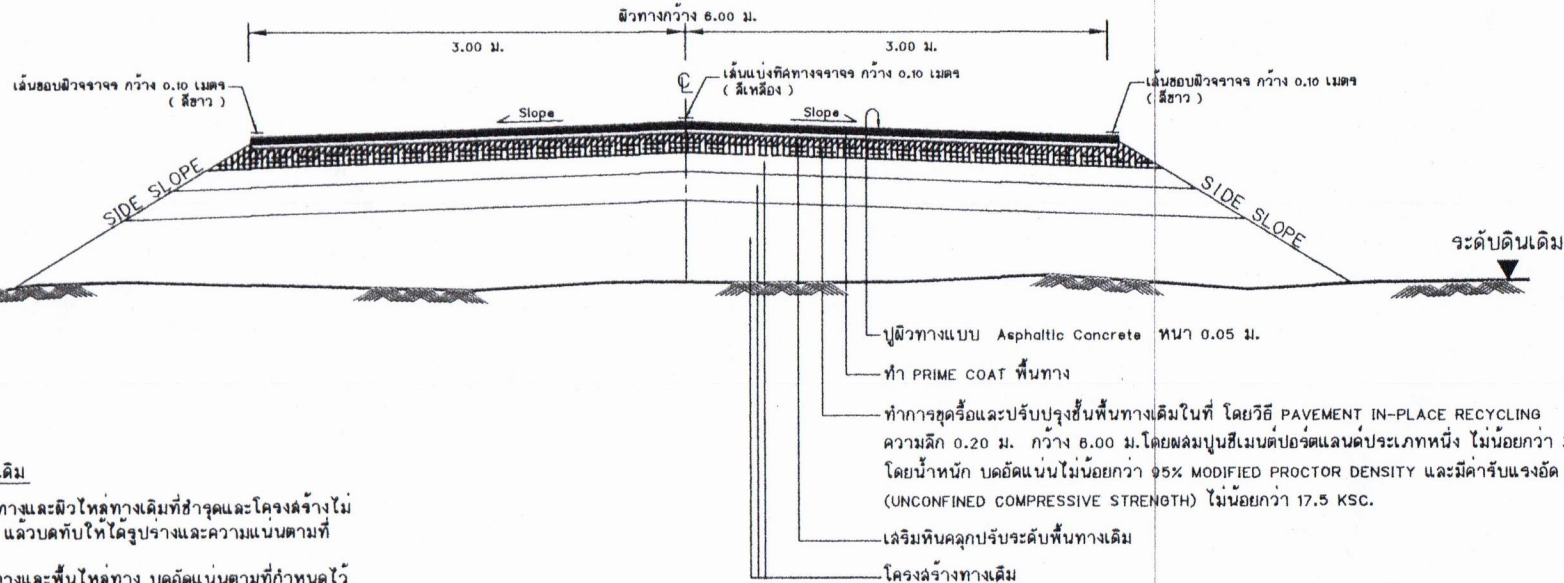 ผิวทางกว้าง 6.00 ม.
3.00 ม.
3.00 ม.
เส้นขอบผิวจราจร กว้าง 0.10 เมตร
( สีขาว )
℄
เส้นแบ่งทิศทางจราจร กว้าง 0.10 เมตร
( สีเหลือง )
เส้นขอบผิวจราจร กว้าง 0.10 เมตร
( สีขาว )
Slope
Slope
SIDE SLOPE
SIDE SLOPE
ระดับดินเดิม
ปูผิวทางแบบ Asphaltic Concrete หนา 0.05 ม.
ทำ PRIME COAT พื้นทาง
ทำการขุดรื้อและปรับปรุงชั้นพื้นทางเดิมในที่ โดยวิธี PAVEMENT IN-PLACE RECYCLING
ความลึก 0.20 ม. กว้าง 6.00 ม.โดยผสมปูนซีเมนต์ปอร์ตแลนด์ประเภทหนึ่ง ไม่น้อยกว่า
โดยน้ำหนัก บดอัดแน่นไม่น้อยกว่า 95% MODIFIED PROCTOR DENSITY และมีค่ารับแรงอัด
(UNCONFINED COMPRESSIVE STRENGTH) ไม่น้อยกว่า 17.5 KSC.
เสริมหินคลุกปรับระดับพื้นทางเดิม
โครงสร้างทางเดิม
เดิม
ทางและผิวไหล่ทางเดิมที่ชำรุดและโครงสร้างไม่
แล้วบดทับให้ได้รูปร่างและความแน่นตามที่
ทางและพื้นไหล่ทาง บดอัดแน่นตามที่กำหนดไว้